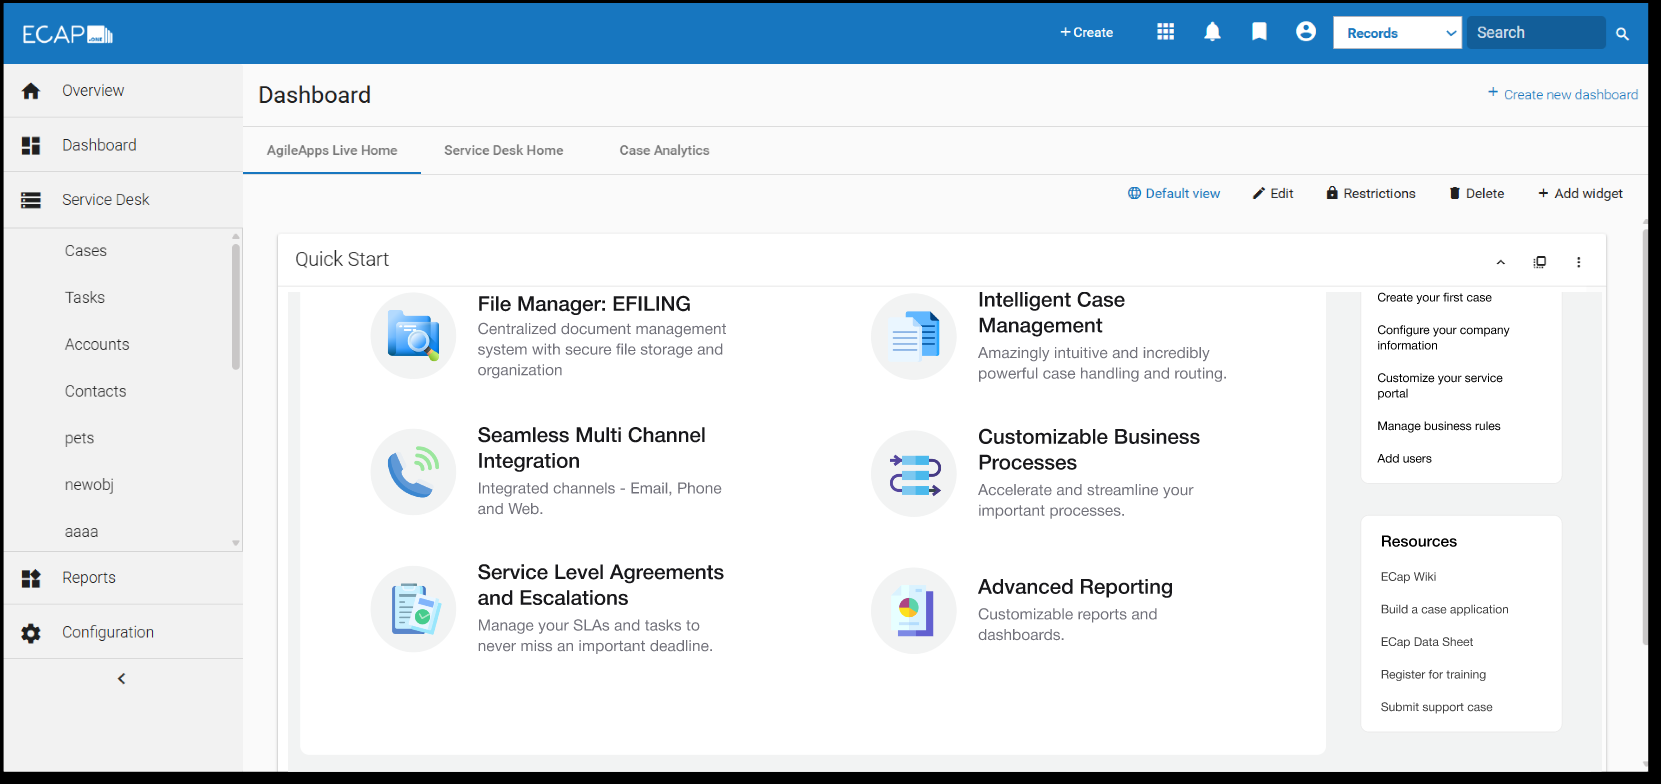 ECAP
.ONE
+ Create
Records
Search
Overview
Dashboard
Service Desk
Cases
Tasks
Accounts
Contacts
pets
newobj
aaaa
Reports
Configuration
Dashboard
+ Create new dashboard
AgileApps Live Home
Service Desk Home
Case Analytics
Default view
Edit
Restrictions
Delete
+ Add widget
Quick Start
File Manager: EFILING
Centralized document management
system with secure file storage and
organization
Intelligent Case
Management
Amazingly intuitive and incredibly
powerful case handling and routing.
Seamless Multi Channel
Integration
Integrated channels - Email, Phone
and Web.
Customizable Business
Processes
Accelerate and streamline your
important processes.
Service Level Agreements
and Escalations
Manage your SLAs and tasks to
never miss an important deadline.
Advanced Reporting
Customizable reports and
dashboards.
Create your first case
Configure your company
information
Customize your service
portal
Manage business rules
Add users
Resources
ECap Wiki
Build a case application
ECap Data Sheet
Register for training
Submit support case